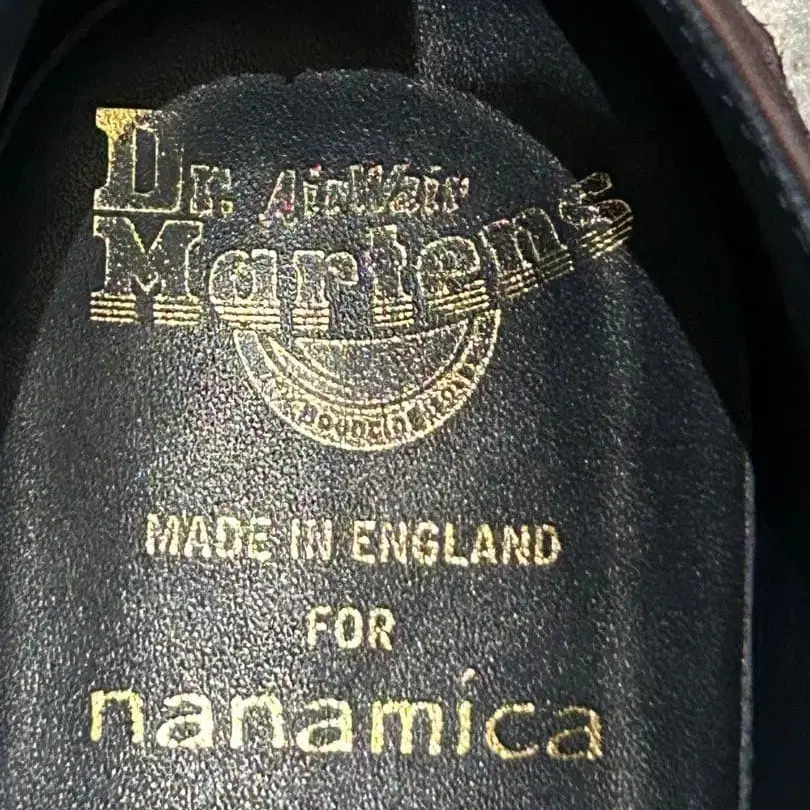 Dr. AirWair
Martens
MADE IN ENGLAND
FOR
nanamica